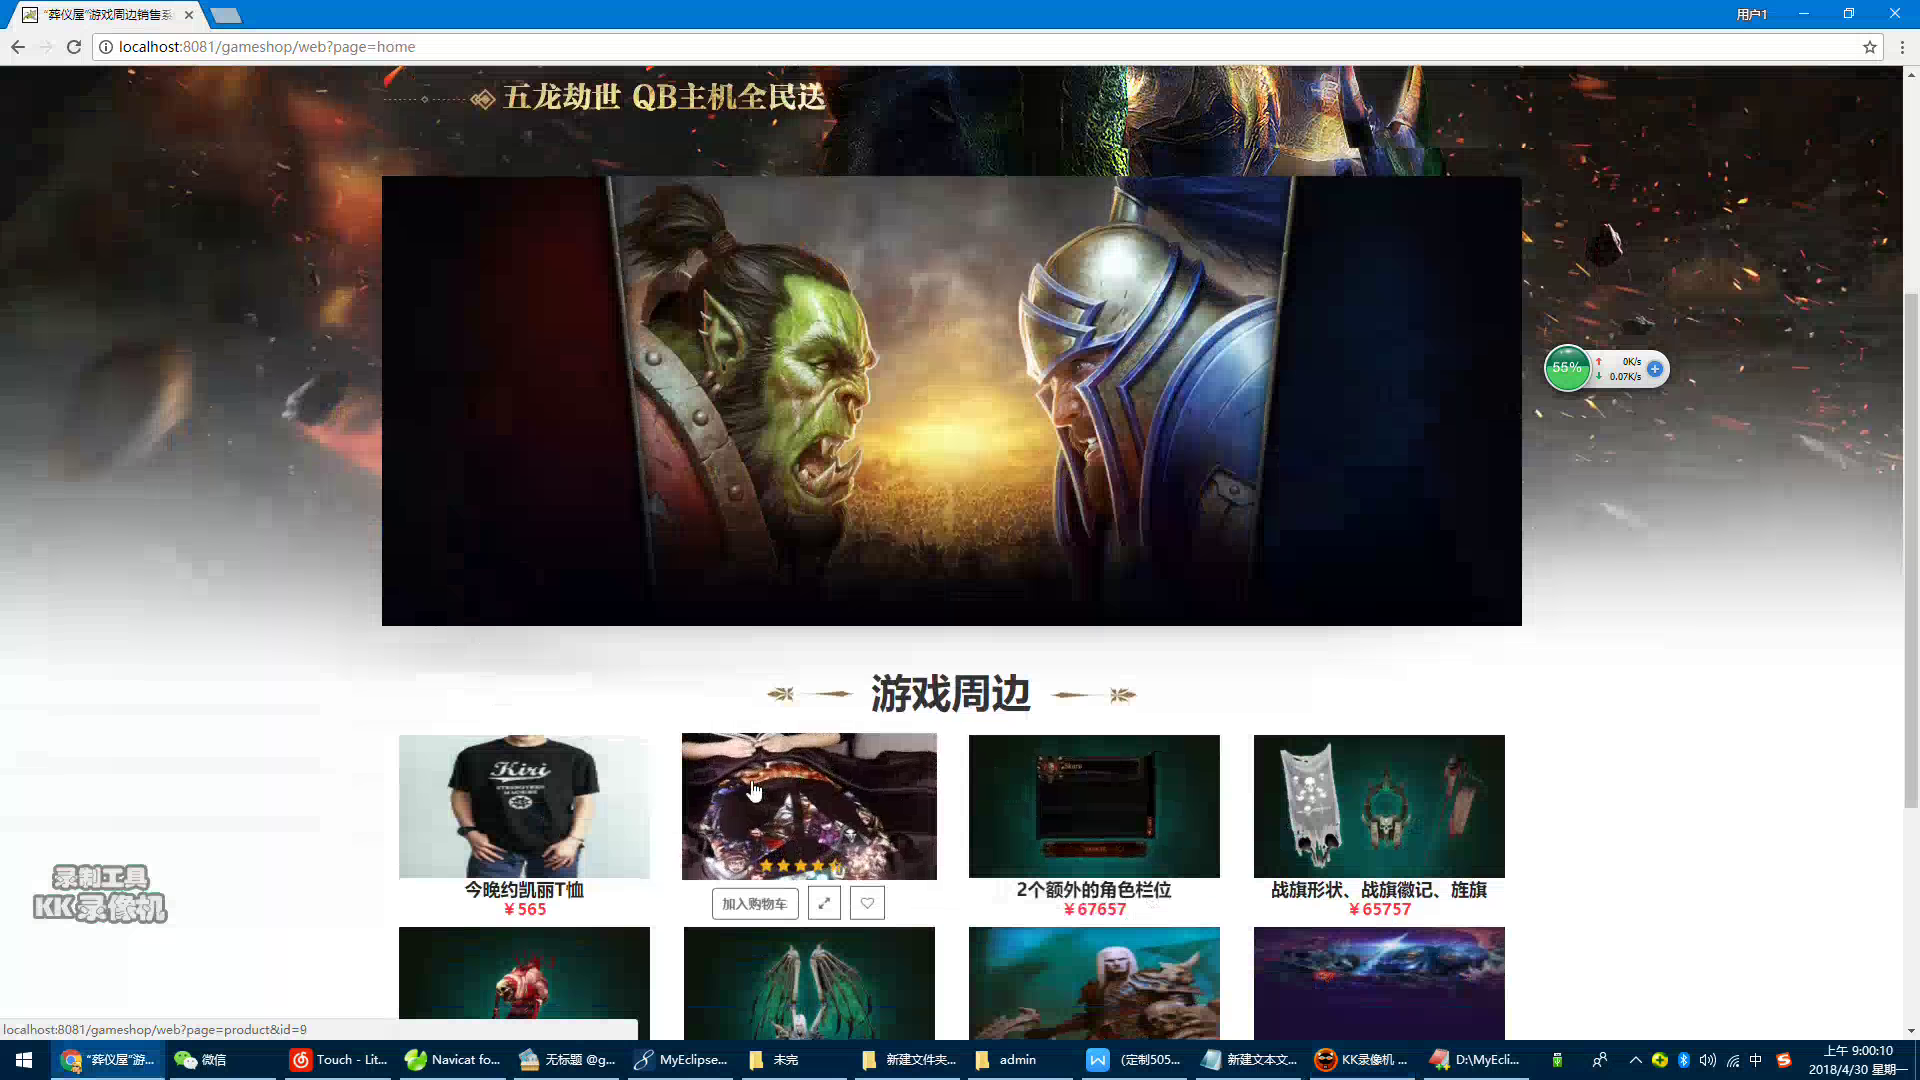 "葬仪屋"游戏周边销售系
用户1
localhost:8081/gameshop/web?page=home
五龙劫世 QB主机全民送
55%
0K/s
0.07K/s
游戏周边
Kiri
今晚约凯丽T恤
¥565
加入购物车
2个额外的角色栏位
¥67657
战旗形状、战旗徽记、旌旗
¥65757
录制工具
KK录像机
localhost:8081/gameshop/web?page=product&id=9
"葬仪屋"游...
微信
Touch - Lit...
Navicat fo...
无标题 @g...
MyEclipse...
未完
新建文件夹...
admin
(定制505...
新建文本文...
KK录像机 ...
D:\MyEcli...
中
上午 9:00:10
2018/4/30 星期一